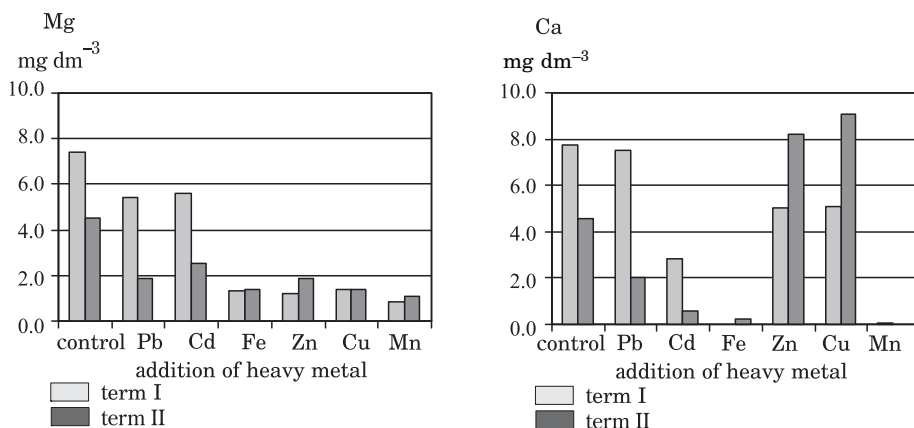 Mg
mg dm⁻³
10.0
8.0
6.0
4.0
2.0
0.0
control Pb Cd Fe Zn Cu Mn
addition of heavy metal
term I
term II
Ca
mg dm⁻³
10.0
8.0
6.0
4.0
2.0
0.0
control Pb Cd Fe Zn Cu Mn
addition of heavy metal
term I
term II